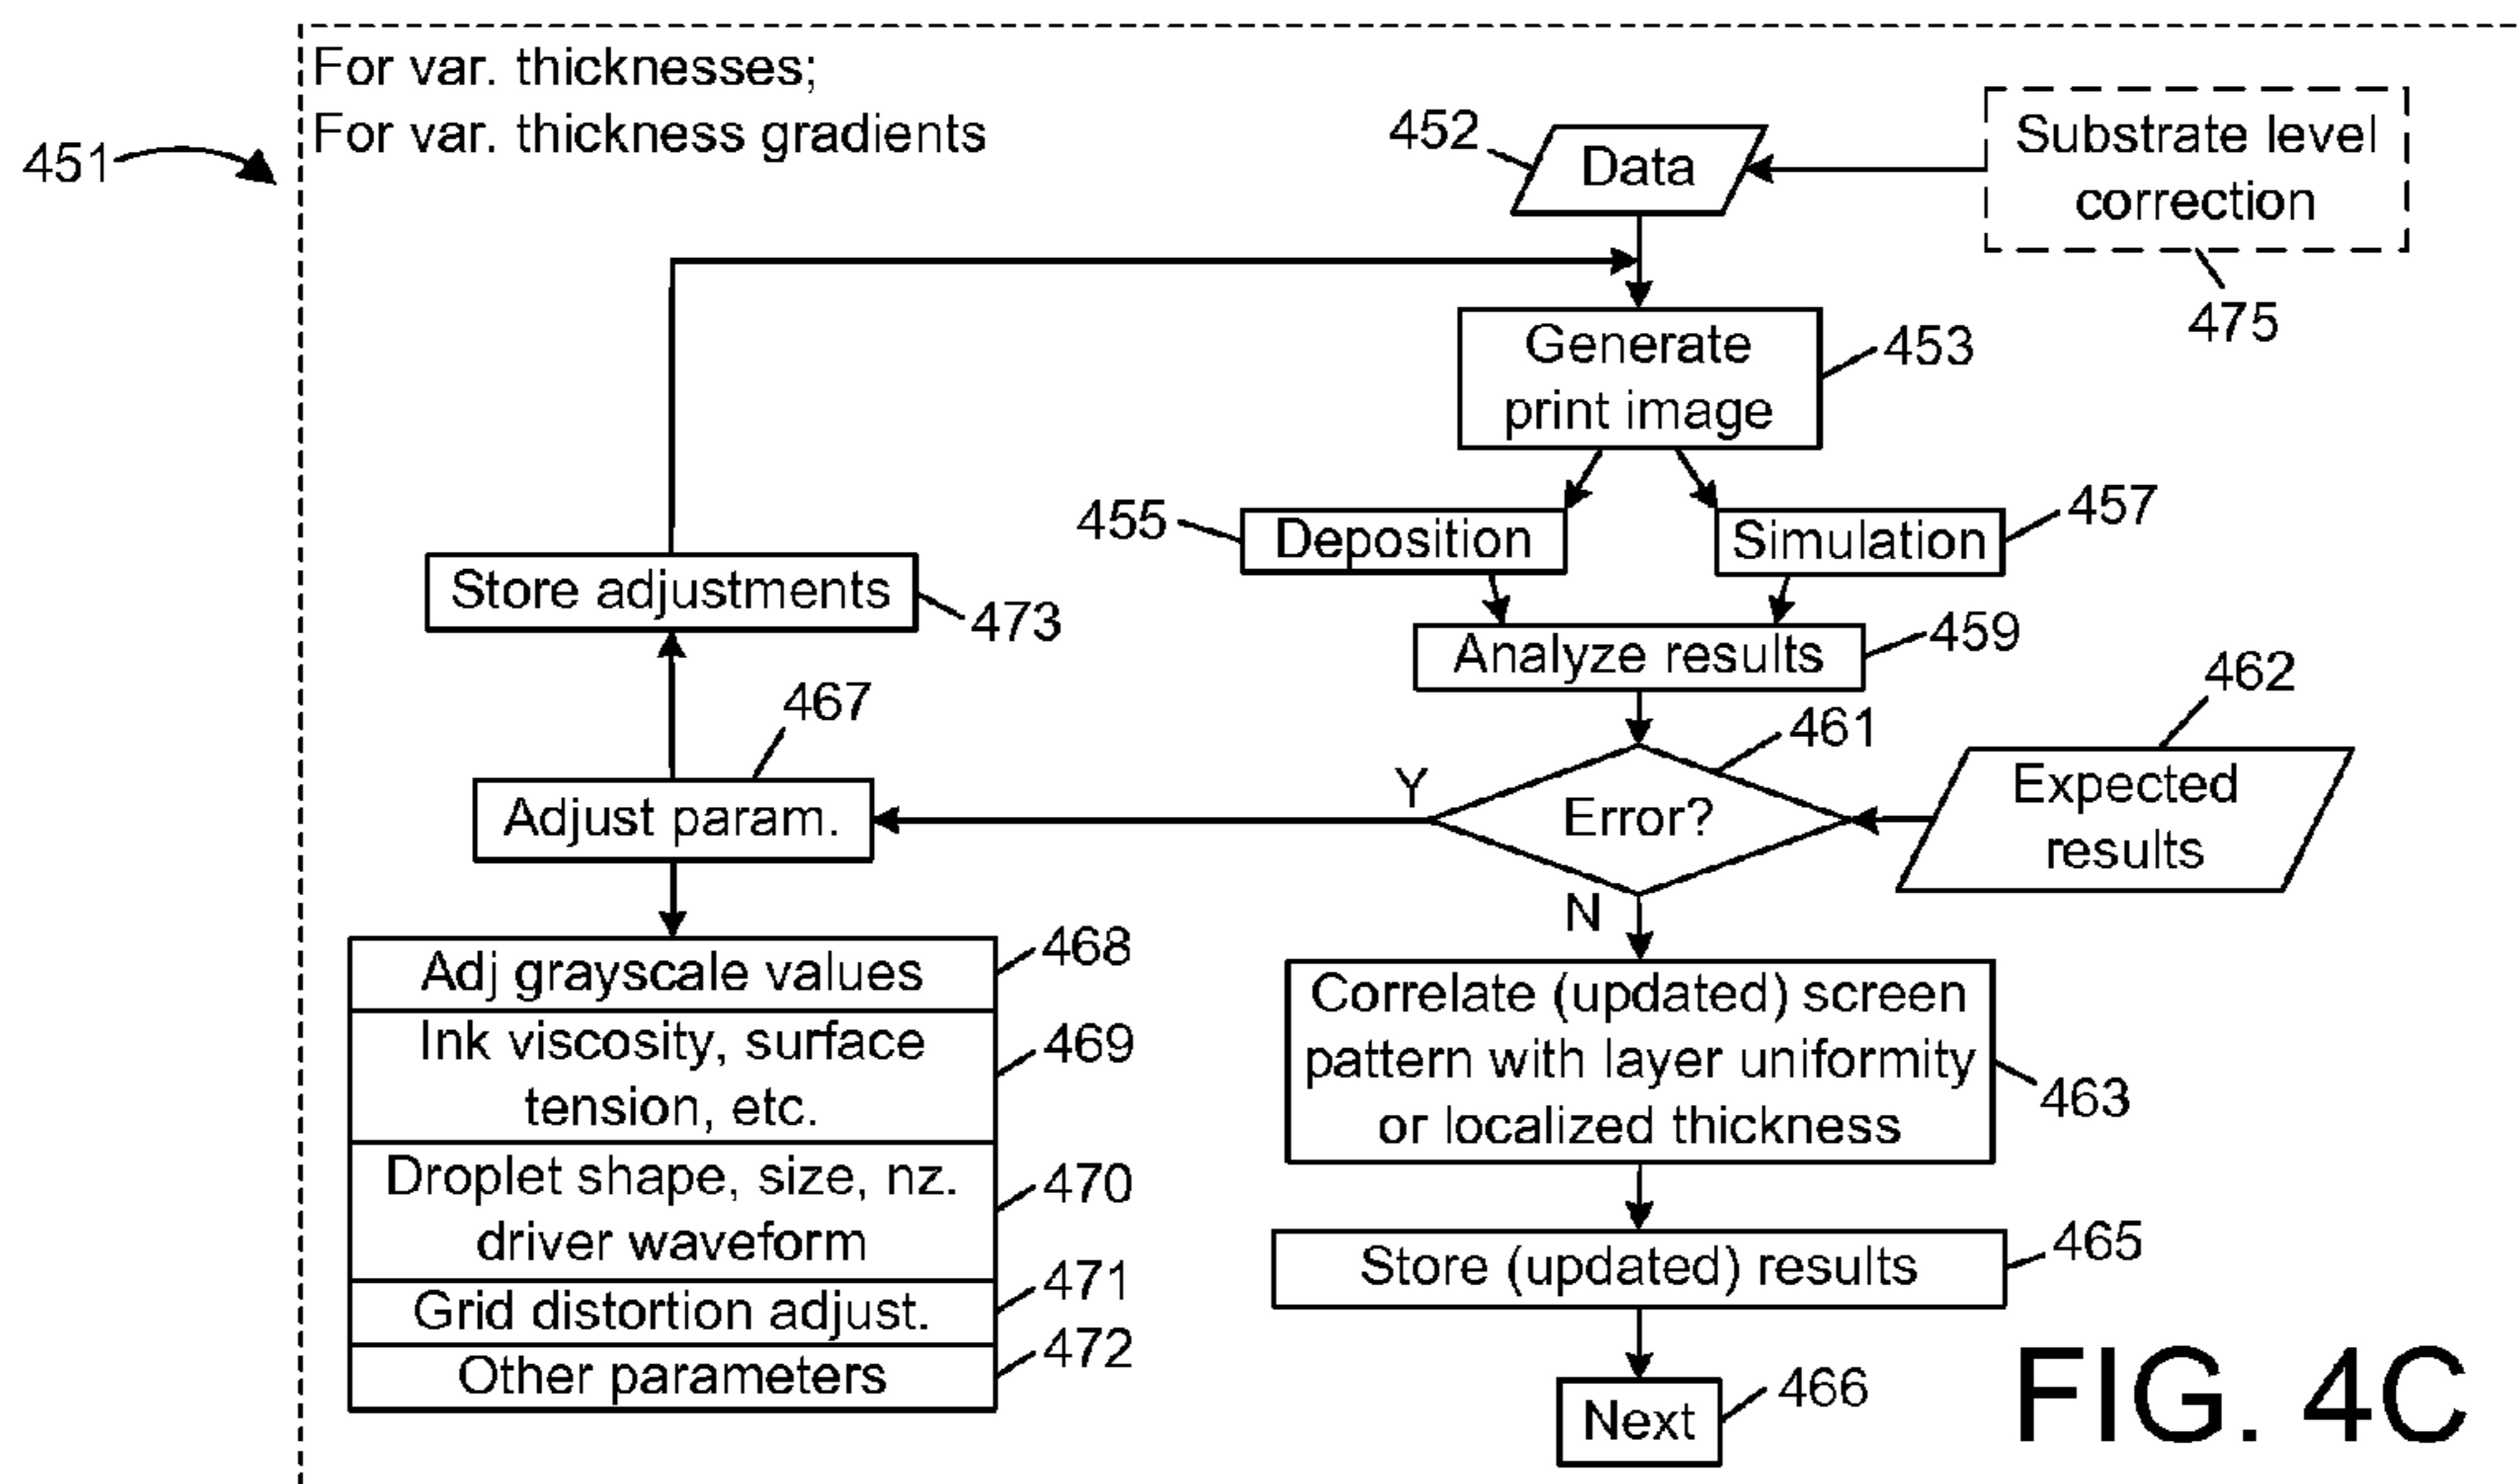 For var. thicknesses;
For var. thickness gradients
451
452
Data
Substrate level
correction
475
Generate
print image
453
455
Deposition
Simulation
457
Store adjustments
473
Analyze results
459
467
461
462
Adjust param.
Y
Error?
Expected
results
N
Adj grayscale values
468
Ink viscosity, surface
tension, etc.
469
Droplet shape, size, nz.
driver waveform
470
Grid distortion adjust.
471
Other parameters
472
Correlate (updated) screen
pattern with layer uniformity
or localized thickness
463
Store (updated) results
465
Next
466
FIG. 4C